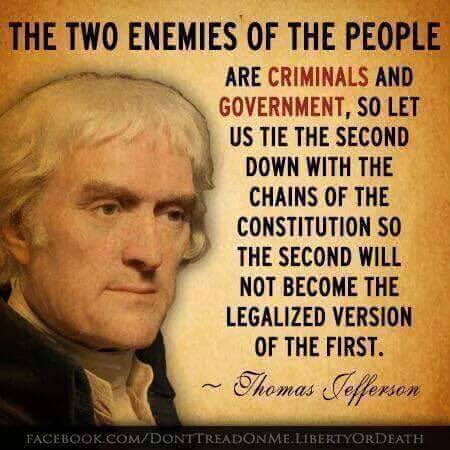 THE TWO ENEMIES OF THE PEOPLE
ARE CRIMINALS AND
GOVERNMENT, SO LET
US TIE THE SECOND
DOWN WITH THE
CHAINS OF THE
CONSTITUTION SO
THE SECOND WILL
NOT BECOME THE
LEGALIZED VERSION
OF THE FIRST.
~ Thomas Jefferson
FACEBOOK.COM/DONTTREADONME.LIBERTYORDEATH